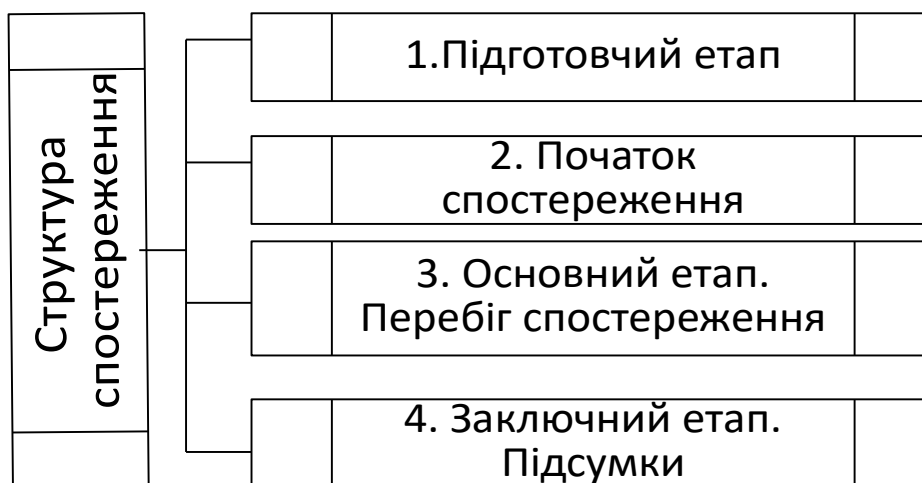 Структура
спостереження
1.Підготовчий етап
2. Початок
спостереження
3. Основний етап.
Перебіг спостереження
4. Заключний етап.
Підсумки